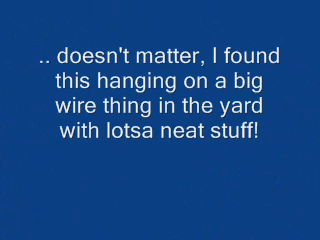 .. doesn't matter, I found
this hanging on a big
wire thing in the yard
with lotsa neat stuff!